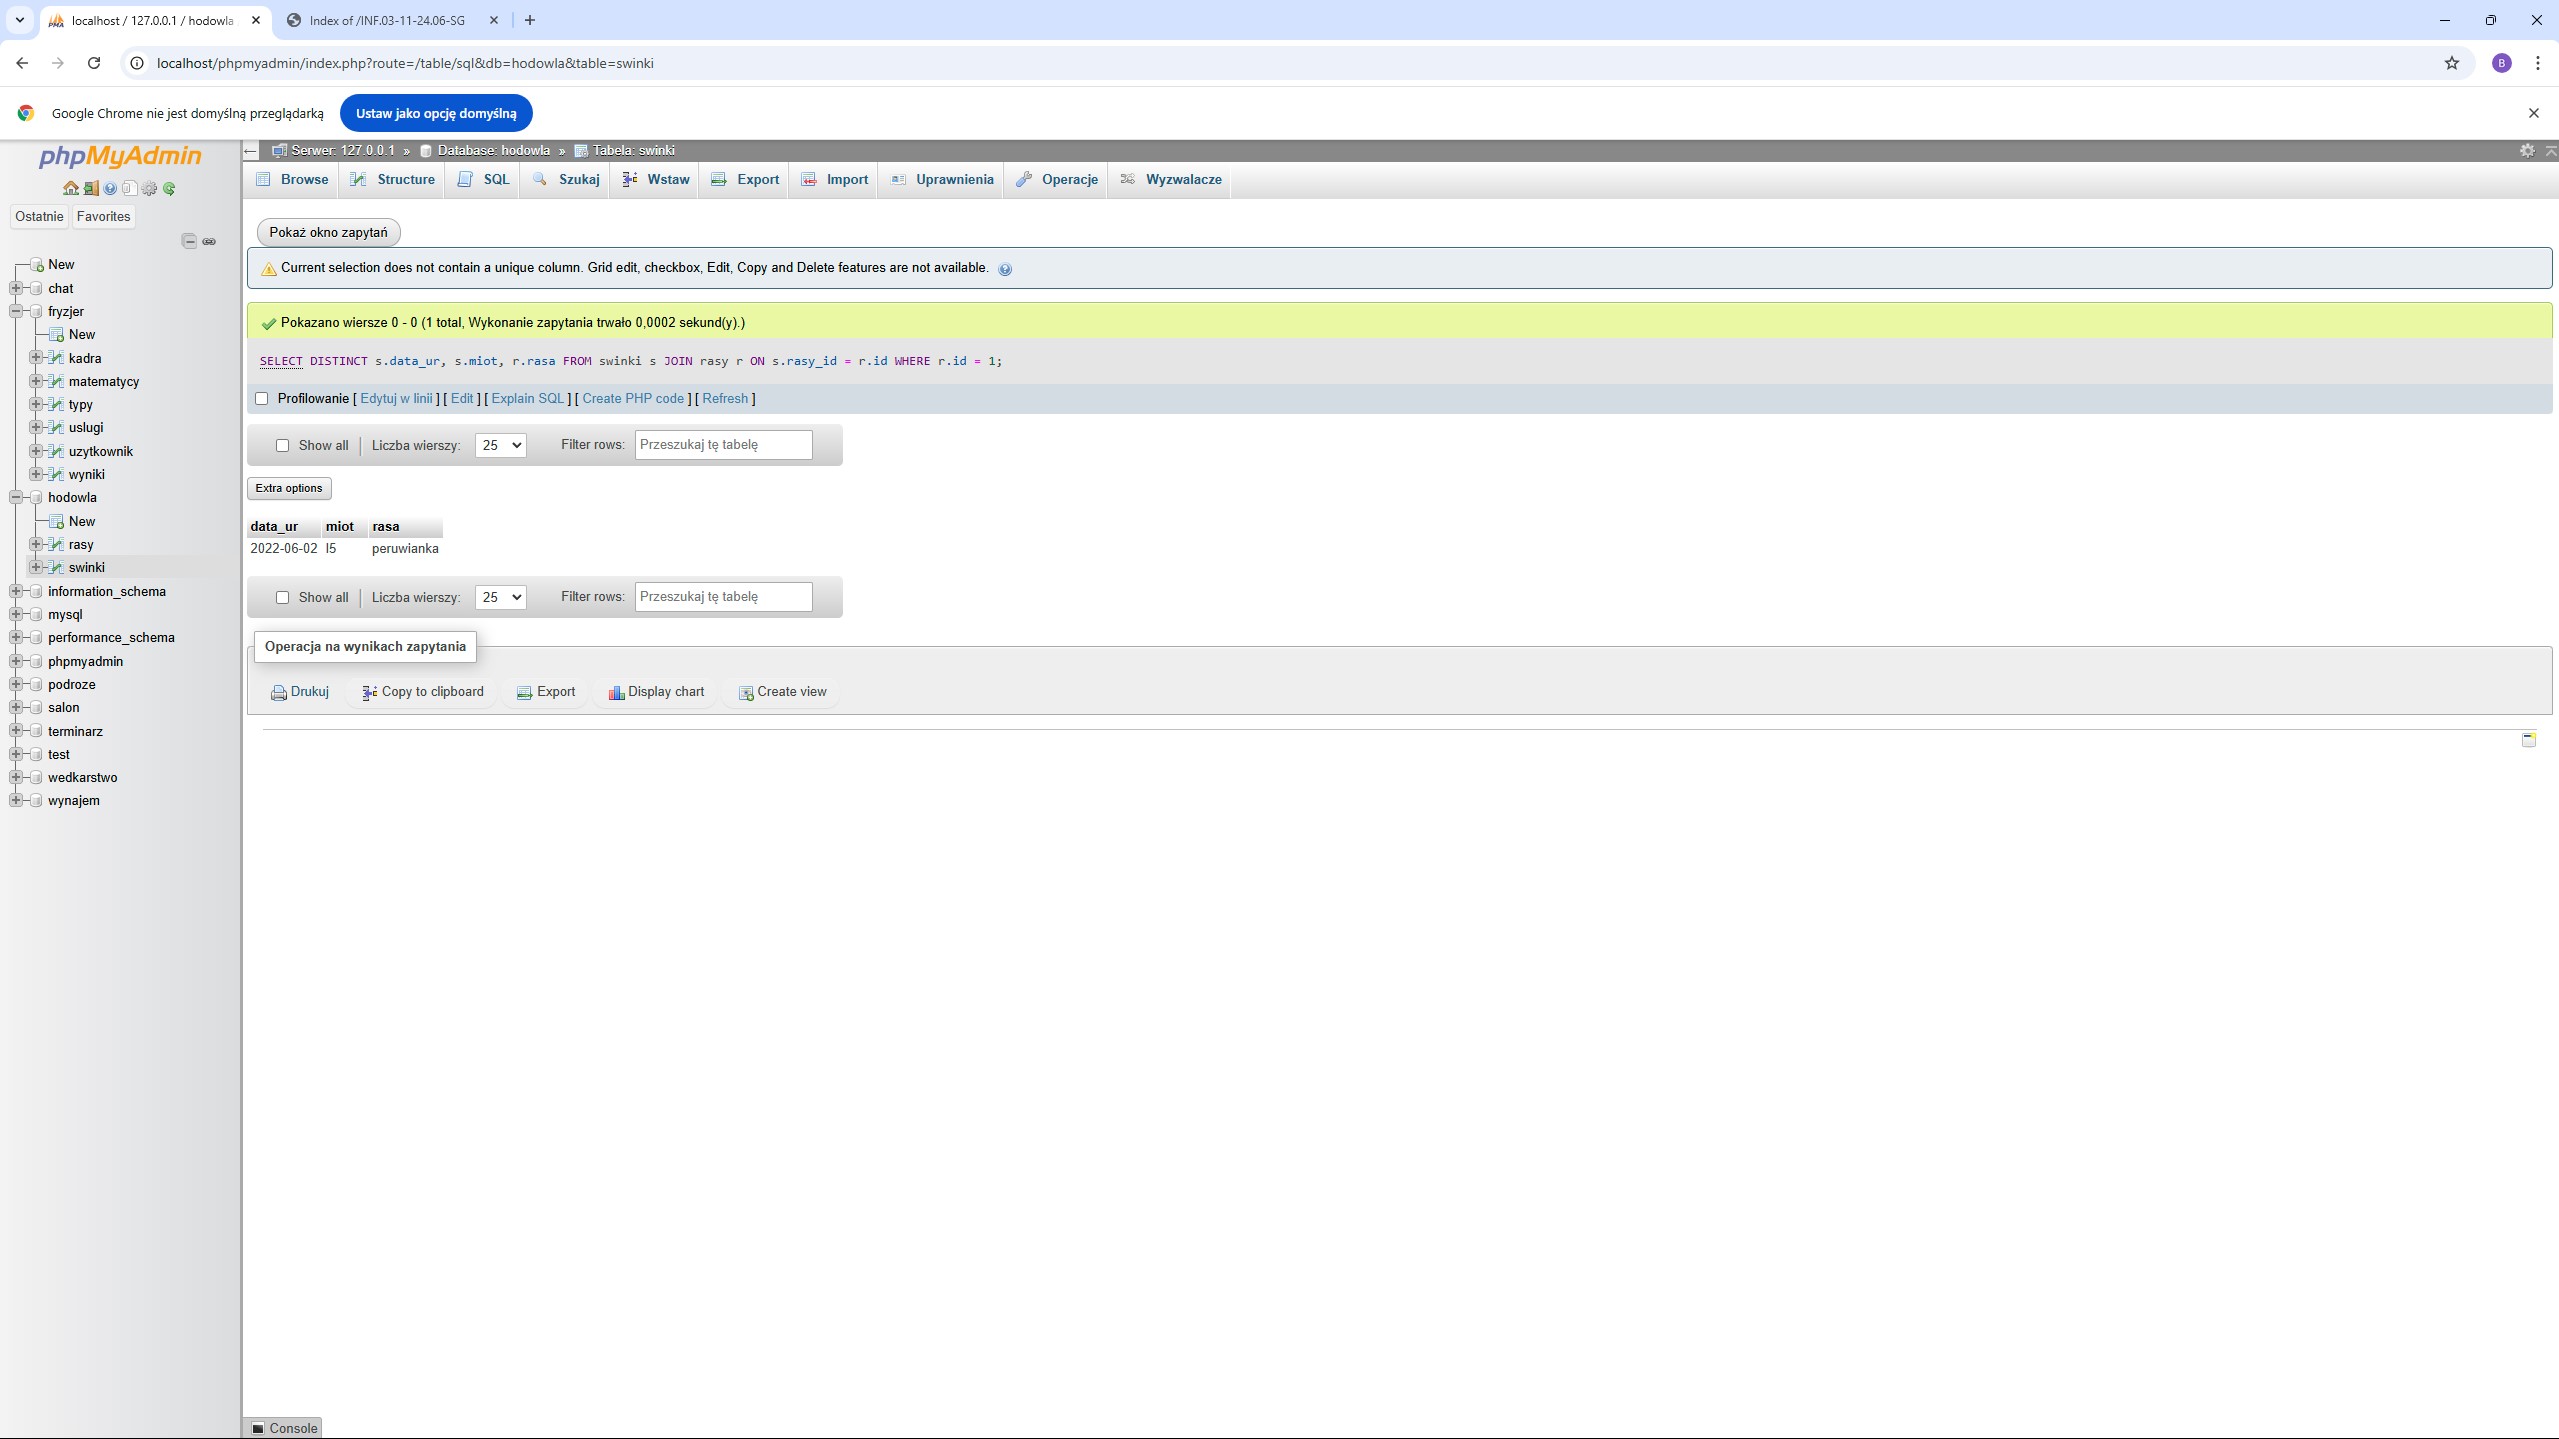 localhost / 127.0.0.1 / hodowla
Index of /INF.03-11-24.06-SG
localhost/phpmyadmin/index.php?route=/table/sql&db=hodowla&table=swinki
B
Google Chrome nie jest domyślną przeglądarką
Ustaw jako opcję domyślną
phpMyAdmin
Ostatnie Favorites
New
chat
fryzjer
New
kadra
matematycy
typy
uslugi
uzytkownik
wyniki
hodowla
New
rasy
swinki
information_schema
mysql
performance_schema
phpmyadmin
podroze
salon
terminarz
test
wedkarstwo
wynajem
Serwer: 127.0.0.1 » Database: hodowla » Tabela: swinki
Browse Structure SQL Szukaj Wstaw Export Import Uprawnienia Operacje Wyzwalacze
Pokaż okno zapytań
Current selection does not contain a unique column. Grid edit, checkbox, Edit, Copy and Delete features are not available.
Pokazano wiersze 0 - 0 (1 total, Wykonanie zapytania trwało 0,0002 sekund(y).)
SELECT DISTINCT s.data_ur, s.miot, r.rasa FROM swinki s JOIN rasy r ON s.rasy_id = r.id WHERE r.id = 1;
Profilowanie [ Edytuj w linii ] [ Edit ] [ Explain SQL ] [ Create PHP code ] [ Refresh ]
Show all Liczba wierszy: 25 Filter rows: Przeszukaj tę tabelę
Extra options
data_ur miot rasa
2022-06-02 I5 peruwianka
Show all Liczba wierszy: 25 Filter rows: Przeszukaj tę tabelę
Operacja na wynikach zapytania
Drukuj Copy to clipboard Export Display chart Create view
Console